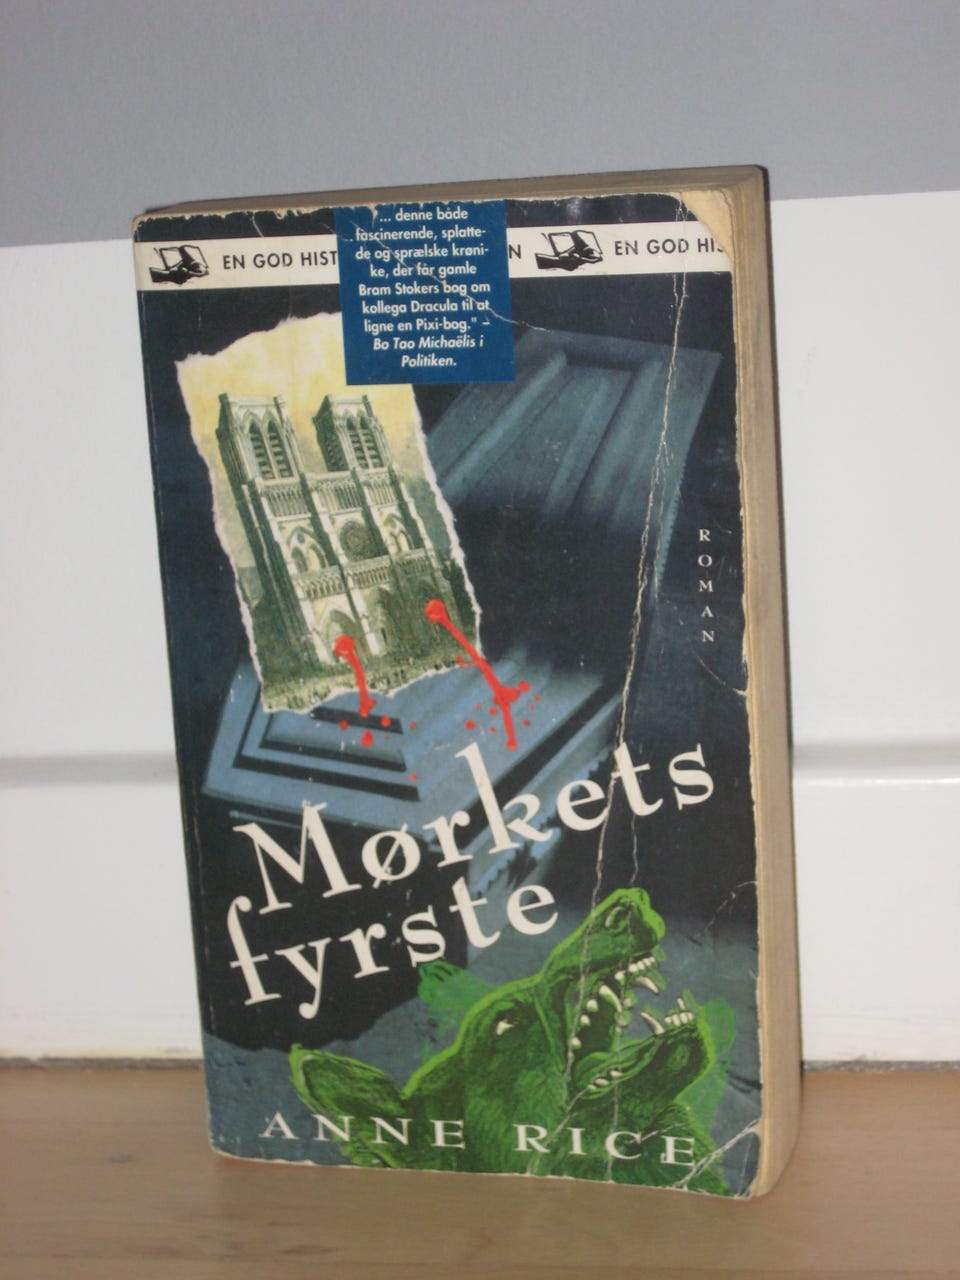 ... denne både
fascinerende, splatte-
de og sprælske krøni-
ke, der får gamle
Bram Stokers bog om
kollega Dracula til at
ligne en Pixi-bog." –
Bo Tao Michaëlis i
Politiken.
EN GOD HIST
N
EN GOD HIS
ROMAN
Mørkets
fyrste
ANNE RICE